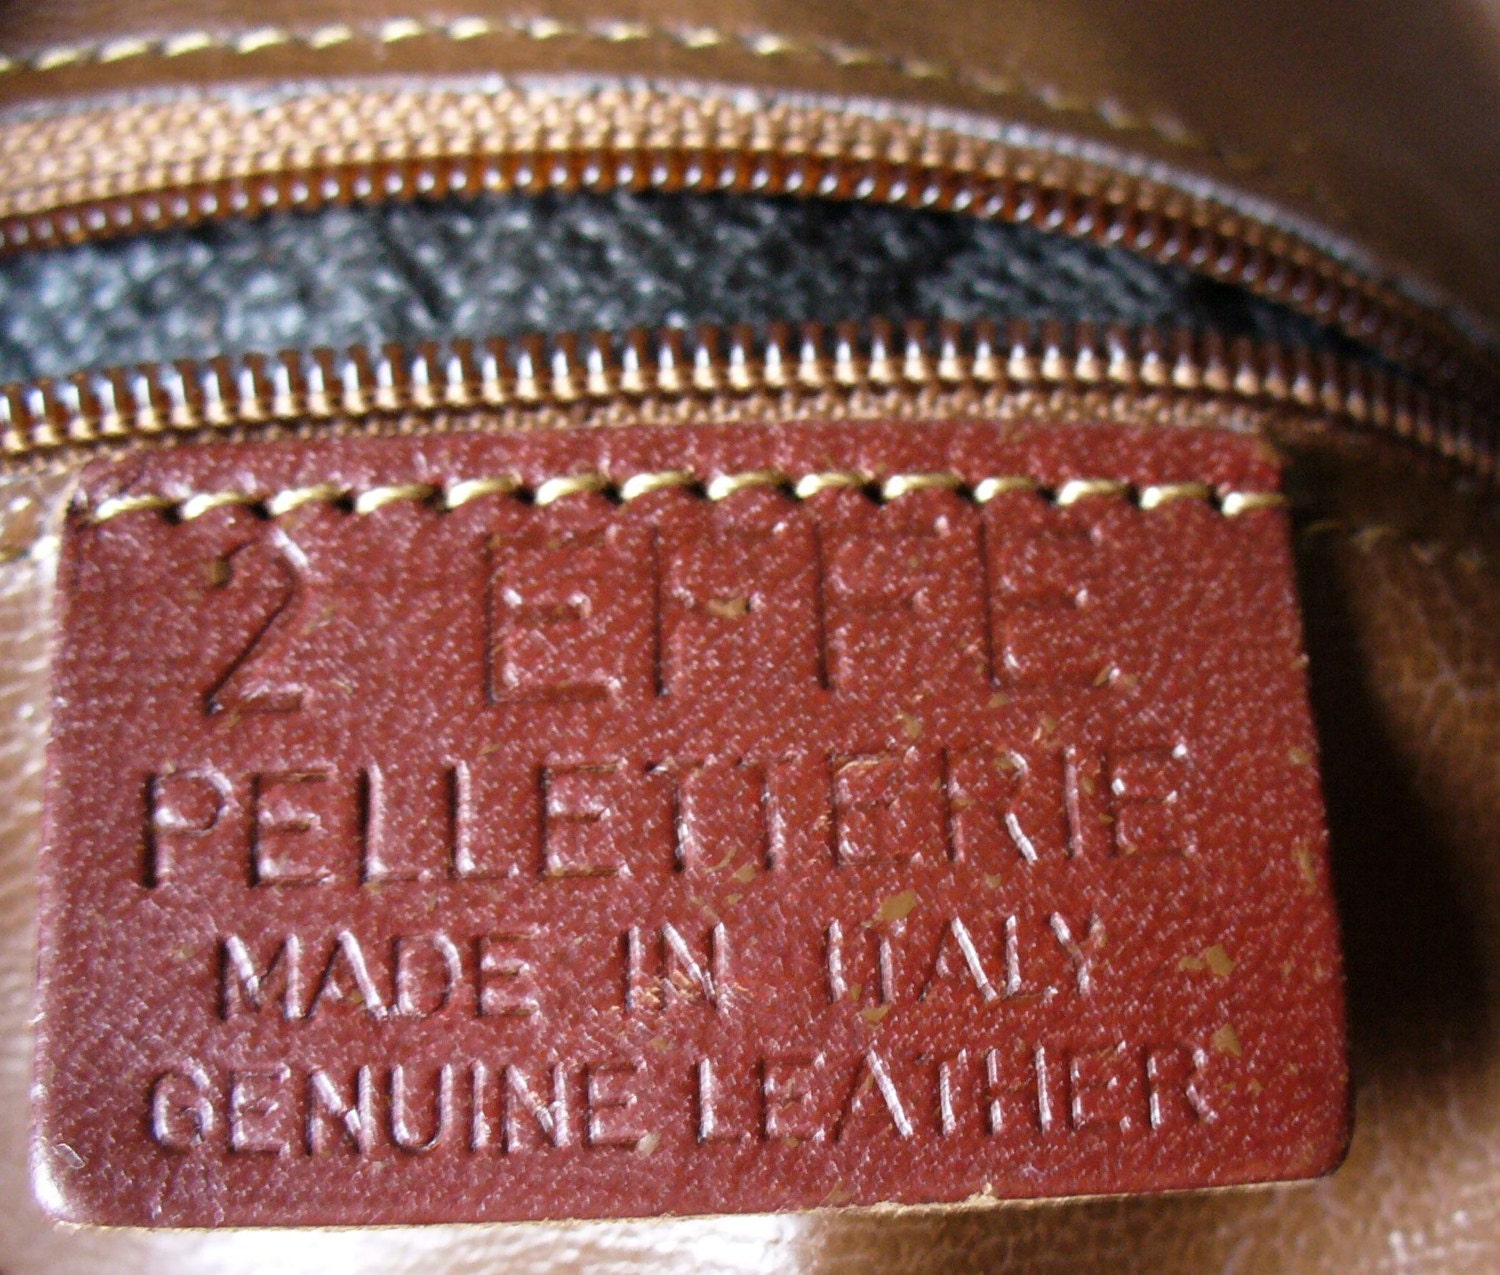 2 EFFE
PELLETTERIE
MADE IN ITALY
GENUINE LEATHER